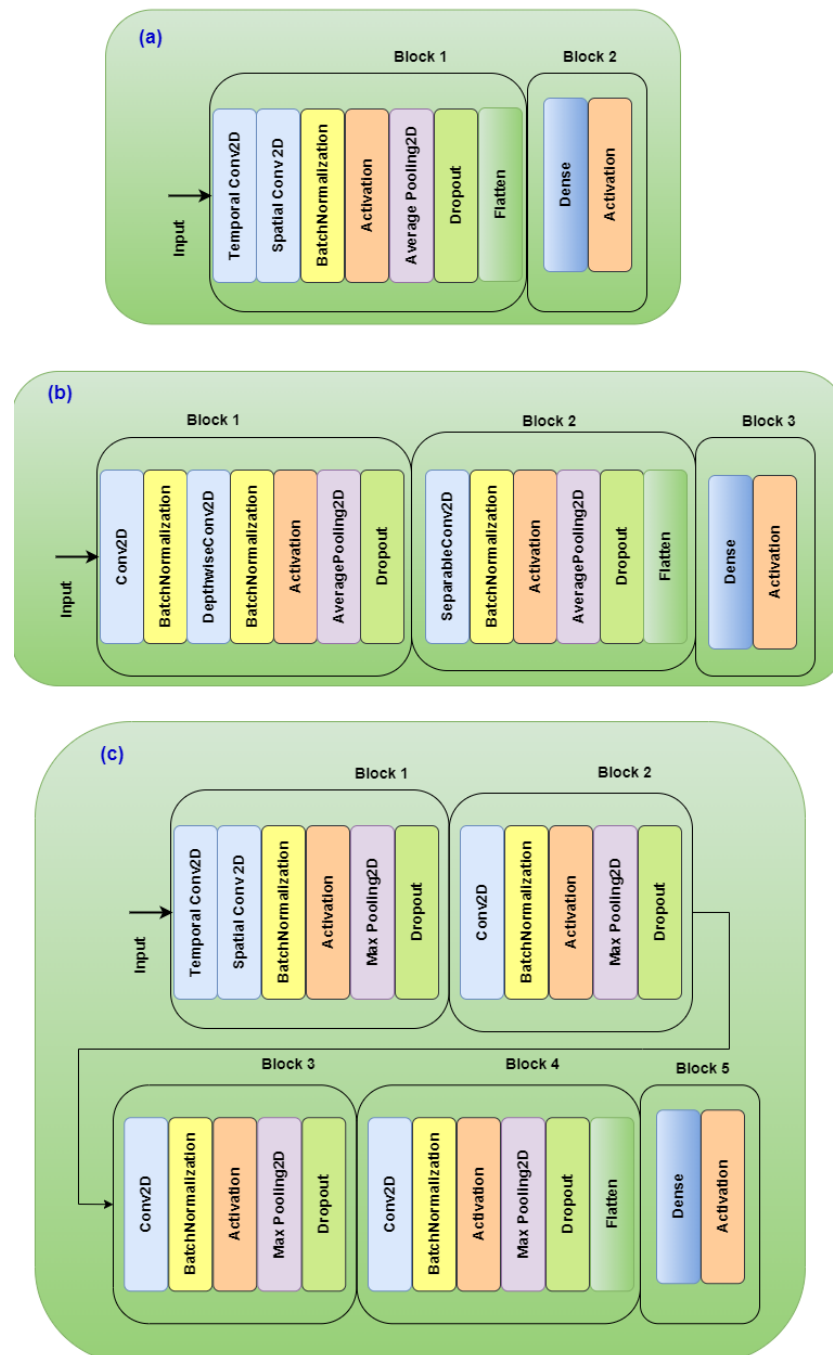 (a)
Block 1
Block 2
Input
Temporal Conv2D
Spatial Conv 2D
BatchNormalization
Activation
Average Pooling2D
Dropout
Flatten
Dense
Activation
(b)
Block 1
Block 2
Block 3
Input
Conv2D
BatchNormalization
DepthwiseConv2D
BatchNormalization
Activation
AveragePooling2D
Dropout
SeparableConv2D
BatchNormalization
Activation
AveragePooling2D
Dropout
Flatten
Dense
Activation
(c)
Block 1
Block 2
Input
Temporal Conv2D
Spatial Conv 2D
BatchNormalization
Activation
Max Pooling2D
Dropout
Conv2D
BatchNormalization
Activation
Max Pooling2D
Dropout
Block 3
Block 4
Block 5
Conv2D
BatchNormalization
Activation
Max Pooling2D
Dropout
Conv2D
BatchNormalization
Activation
Max Pooling2D
Dropout
Flatten
Dense
Activation